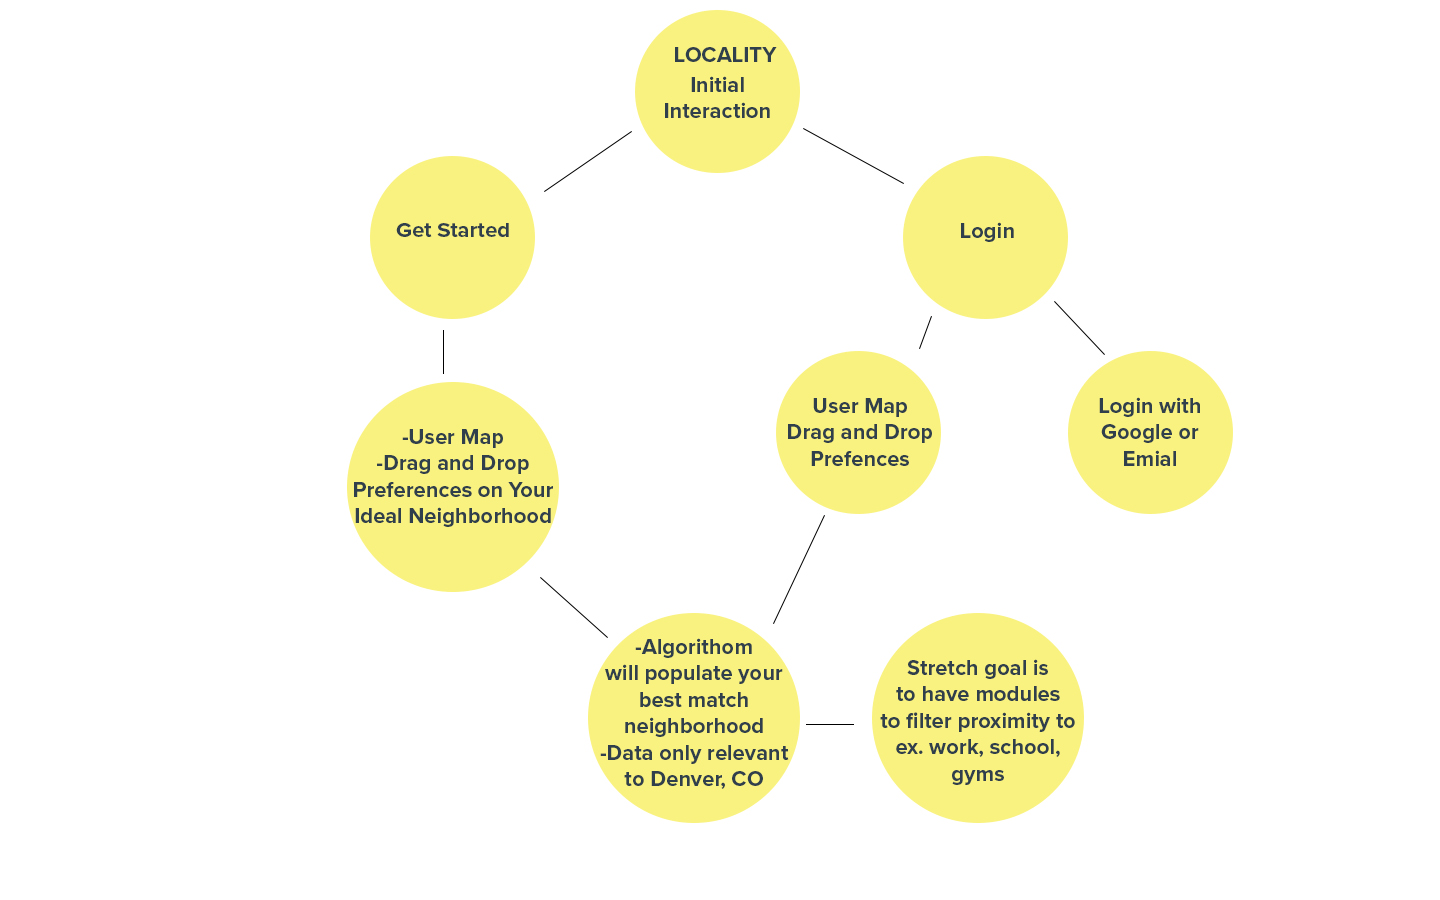 LOCALITY
Initial
Interaction
Get Started
Login
-User Map
-Drag and Drop
Preferences on Your
Ideal Neighborhood
User Map
Drag and Drop
Prefences
Login with
Google or
Emial
-Algorithom
will populate your
best match
neighborhood
-Data only relevant
to Denver, CO
Stretch goal is
to have modules
to filter proximity to
ex. work, school,
gyms